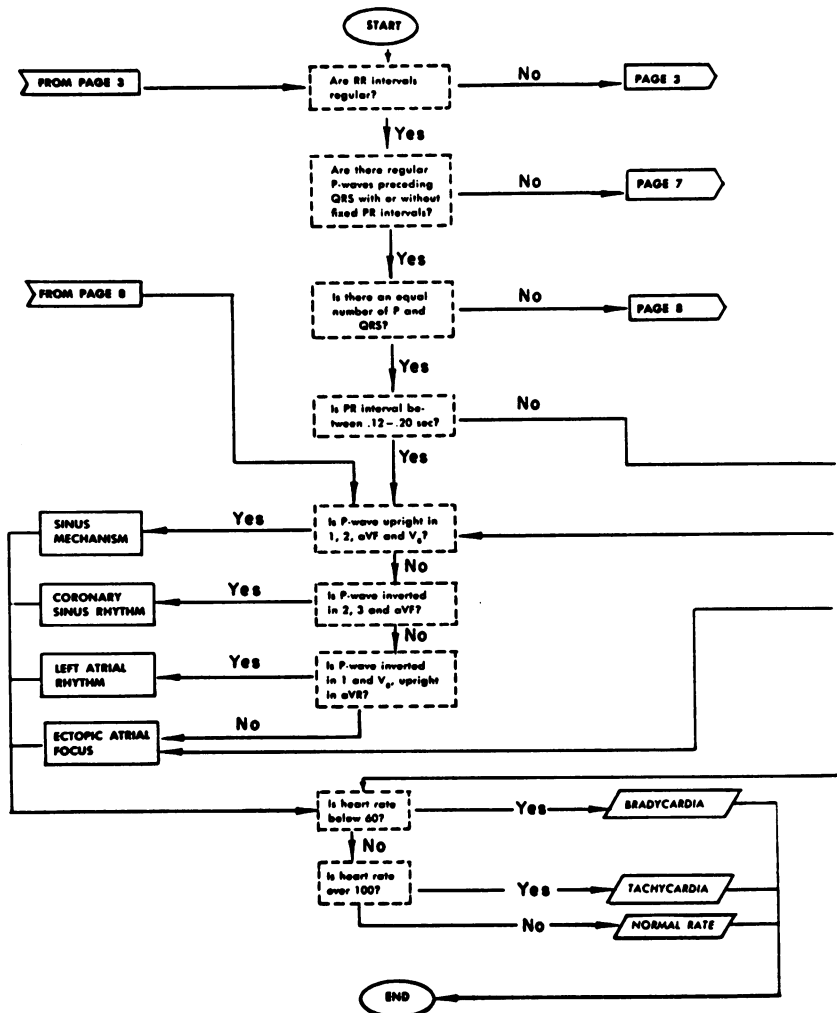 START
FROM PAGE 3
Are RR intervals
regular?
No
PAGE 3
Yes
Are there regular
P-waves preceding
QRS with or without
fixed PR intervals?
No
PAGE 7
Yes
FROM PAGE 8
Is there an equal
number of P and
QRS?
No
PAGE 8
Yes
Is PR interval be-
tween .12–.20 sec?
No
Yes
SINUS
MECHANISM
Yes
Is P-wave upright in
1, 2, aVF and V₆?
No
CORONARY
SINUS RHYTHM
Yes
Is P-wave inverted
in 2, 3 and aVF?
No
LEFT ATRIAL
RHYTHM
Yes
Is P-wave inverted
in 1 and V₆, upright
in aVR?
No
ECTOPIC ATRIAL
FOCUS
Is heart rate
below 60?
Yes
BRADYCARDIA
No
Is heart rate
over 100?
Yes
TACHYCARDIA
No
NORMAL RATE
END